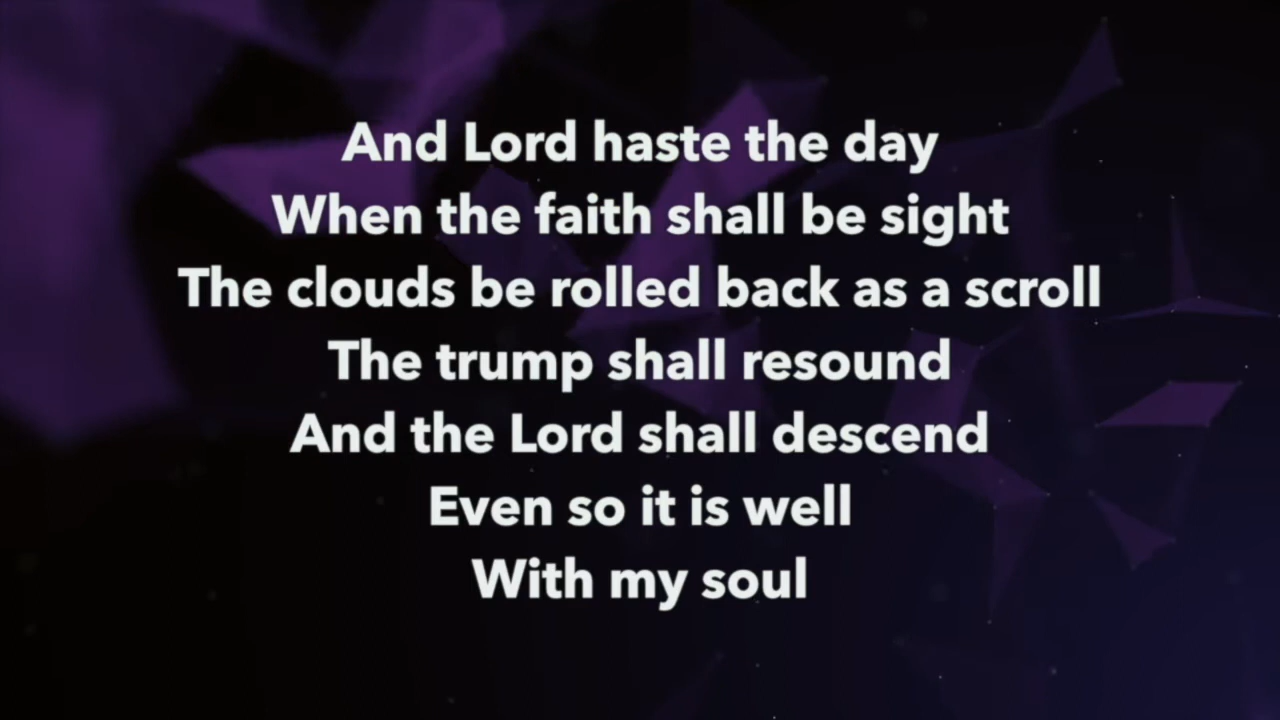 And Lord haste the day
When the faith shall be sight
The clouds be rolled back as a scroll
The trump shall resound
And the Lord shall descend
Even so it is well
With my soul